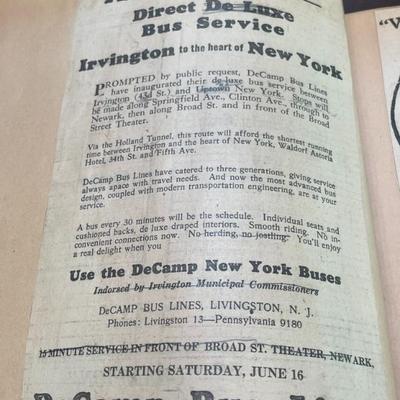 Direct De Luxe
Bus Service
Irvington to the heart of New York
PROMPTED by public request, DeCamp Bus Lines
have inaugurated their de luxe bus service between
Irvington (43d St.) and Uptown New York. Stops will
be made along Springfield Ave., Clinton Ave., through to
Newark, then along Broad St. and in front of the Broad
Street Theater.
Via the Holland Tunnel, this route will afford the shortest running
time between Irvington and the heart of New York, Waldorf Astoria
Hotel, 34th St. and Fifth Ave.
DeCamp Bus Lines have catered to three generations, giving service
always apace with travel needs. And now the most advanced bus
design, coupled with modern transportation engineering, are at your
service.
A bus every 30 minutes will be the schedule. Individual seats and
cushioned backs, de luxe draped interiors. Smooth riding. No in-
convenient connections now. No herding, no jostling. You'll enjoy
a real delight when you
Use the DeCamp New York Buses
Indorsed by Irvington Municipal Commissioners
DeCAMP BUS LINES, LIVINGSTON, N. J.
Phones: Livingston 13—Pennsylvania 9180
15 MINUTE SERVICE IN FRONT OF BROAD ST. THEATER, NEWARK,
STARTING SATURDAY, JUNE 16